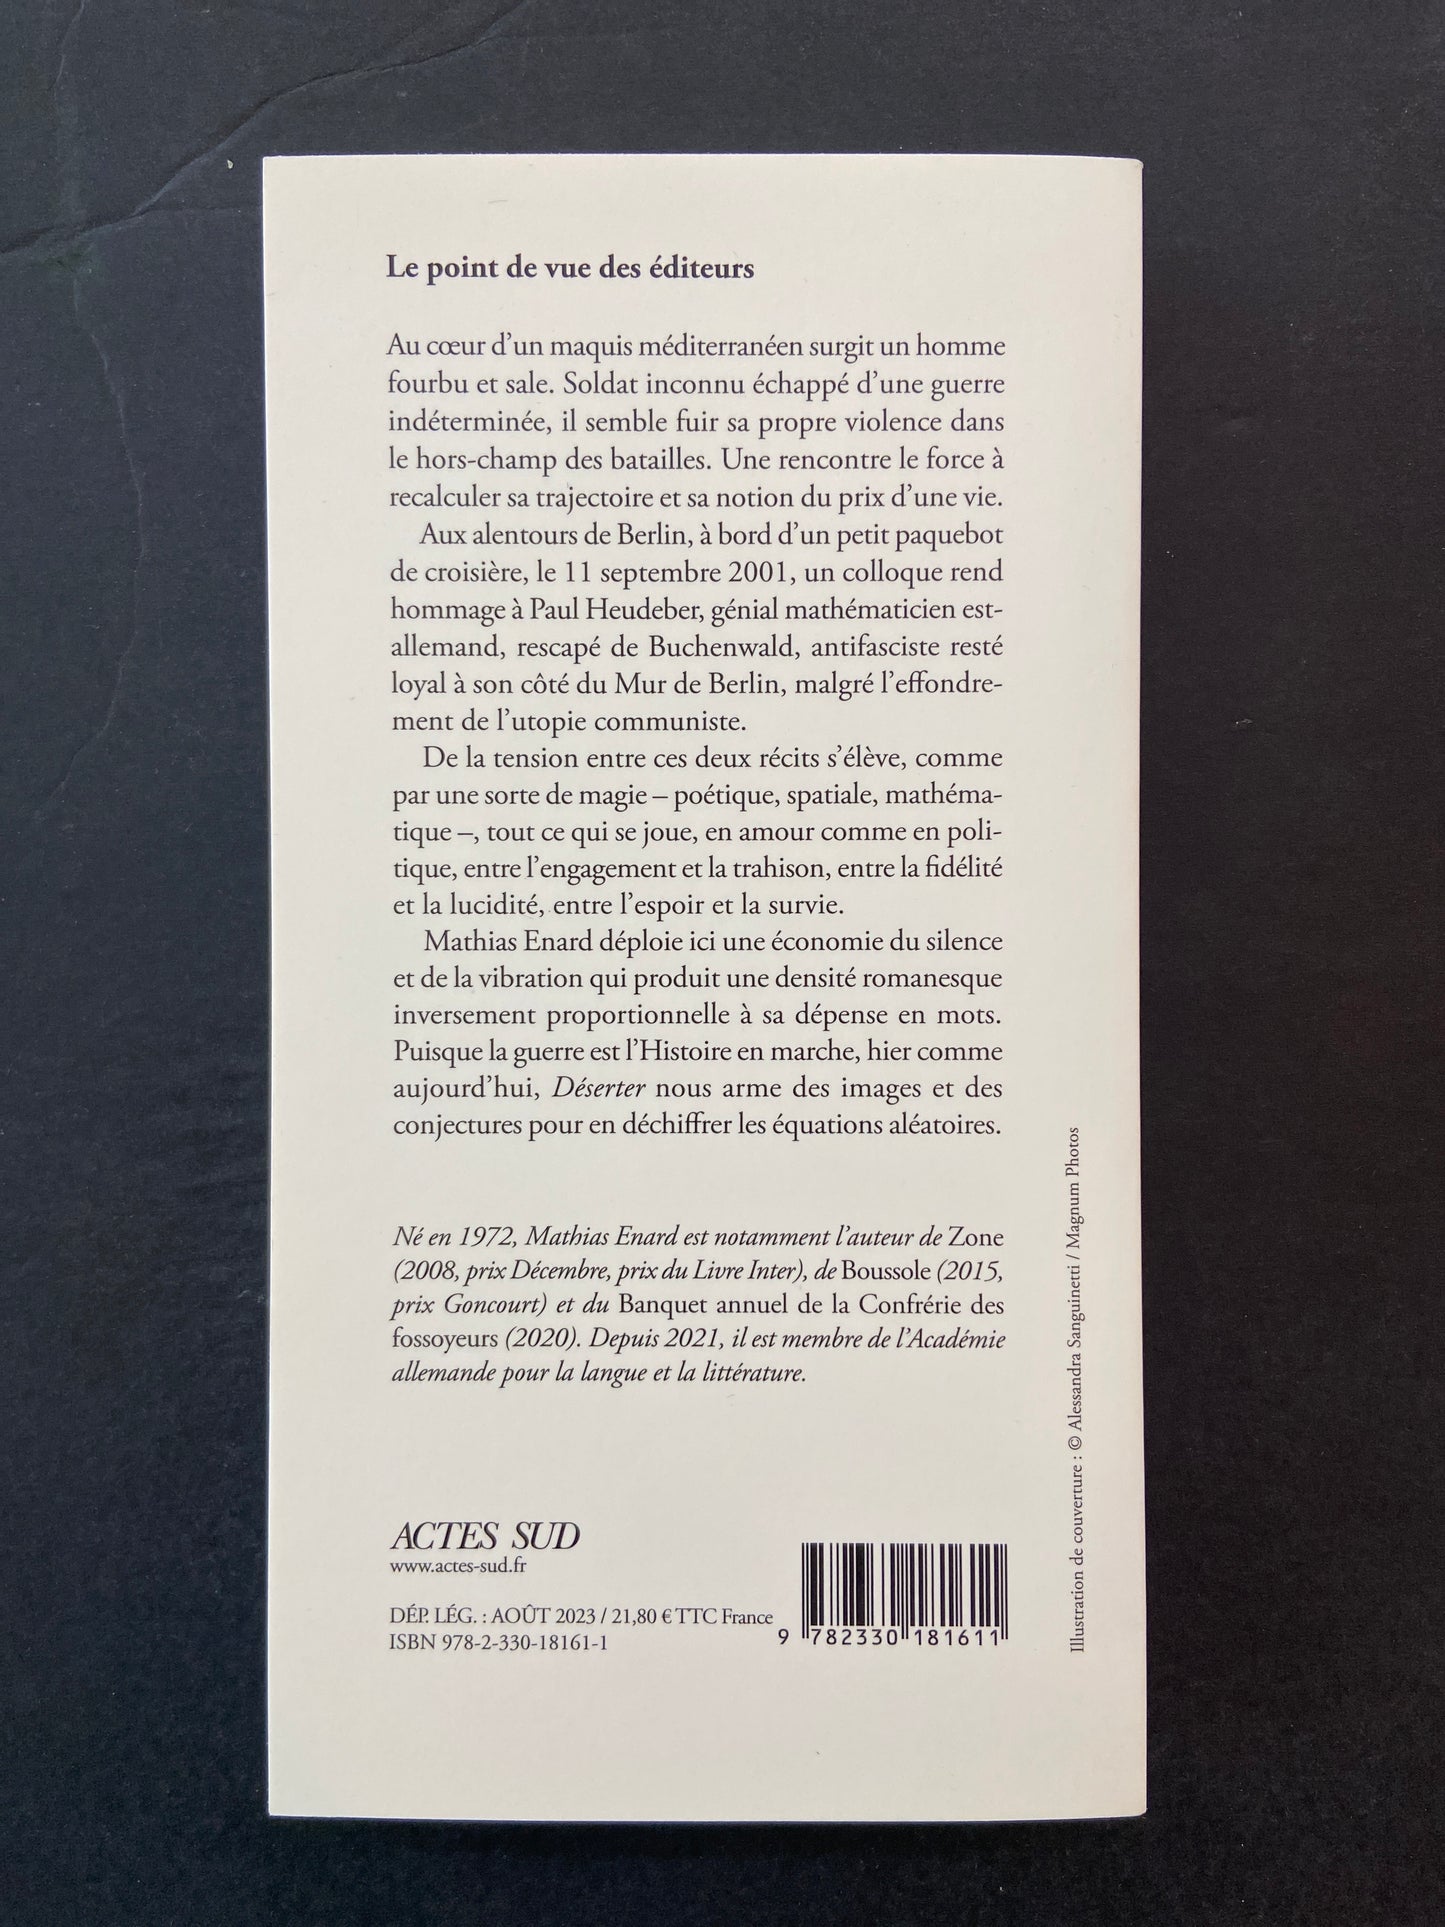 Le point de vue des éditeurs
Au cœur d’un maquis méditerranéen surgit un homme
fourbu et sale. Soldat inconnu échappé d’une guerre
indéterminée, il semble fuir sa propre violence dans
le hors-champ des batailles. Une rencontre le force à
recalculer sa trajectoire et sa notion du prix d’une vie.
Aux alentours de Berlin, à bord d’un petit paquebot
de croisière, le 11 septembre 2001, un colloque rend
hommage à Paul Heudeber, génial mathématicien est-
allemand, rescapé de Buchenwald, antifasciste resté
loyal à son côté du Mur de Berlin, malgré l’effondre-
ment de l’utopie communiste.
De la tension entre ces deux récits s’élève, comme
par une sorte de magie – poétique, spatiale, mathéma-
tique –, tout ce qui se joue, en amour comme en poli-
tique, entre l’engagement et la trahison, entre la fidélité
et la lucidité, entre l’espoir et la survie.
Mathias Enard déploie ici une économie du silence
et de la vibration qui produit une densité romanesque
inversement proportionnelle à sa dépense en mots.
Puisque la guerre est l’Histoire en marche, hier comme
aujourd’hui, Déserter nous arme des images et des
conjectures pour en déchiffrer les équations aléatoires.
Né en 1972, Mathias Enard est notamment l’auteur de Zone
(2008, prix Décembre, prix du Livre Inter), de Boussole (2015,
prix Goncourt) et du Banquet annuel de la Confrérie des
fossoyeurs (2020). Depuis 2021, il est membre de l’Académie
allemande pour la langue et la littérature.
ACTES SUD
www.actes-sud.fr
DÉP. LÉG. : AOÛT 2023 / 21,80 € TTC France
ISBN 978-2-330-18161-1
9 782330 181611
Illustration de couverture : © Alessandra Sanguinetti / Magnum Photos